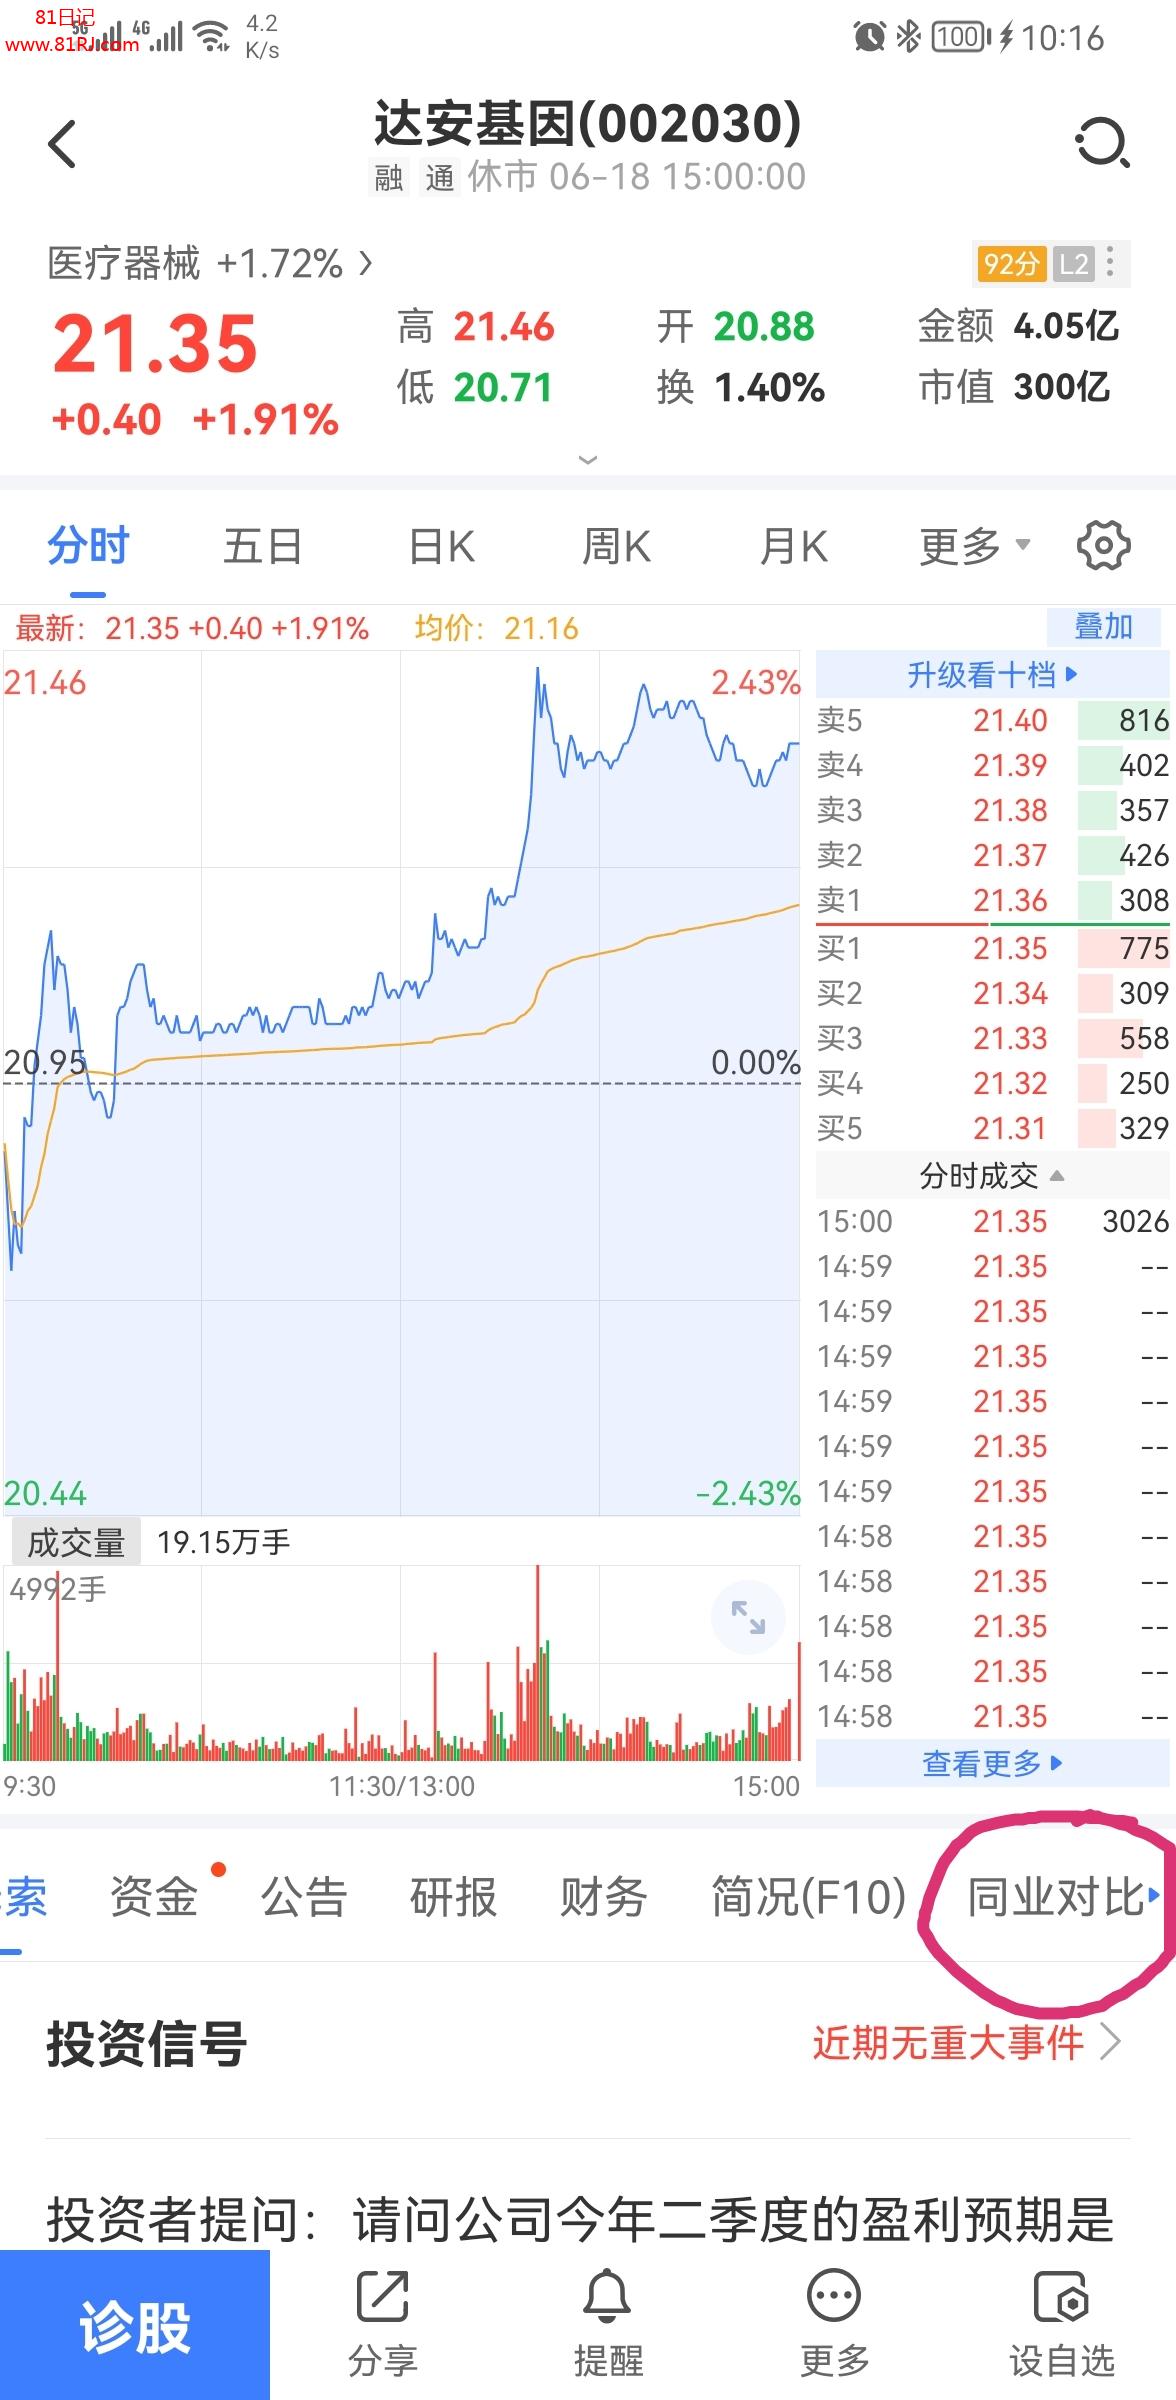 81日记
www.81RJ.com
5G 4G 4.2 K/s 100 10:16
达安基因(002030)
融 通 休市 06-18 15:00:00
医疗器械 +1.72% 92分 L2
21.35 高 21.46 开 20.88 金额 4.05亿
+0.40 +1.91% 低 20.71 换 1.40% 市值 300亿
分时 五日 日K 周K 月K 更多
最新: 21.35 +0.40 +1.91% 均价: 21.16 叠加
21.46 2.43%
20.95 0.00%
20.44 -2.43%
升级看十档
卖5 21.40 816
卖4 21.39 402
卖3 21.38 357
卖2 21.37 426
卖1 21.36 308
买1 21.35 775
买2 21.34 309
买3 21.33 558
买4 21.32 250
买5 21.31 329
分时成交
15:00 21.35 3026
14:59 21.35 --
14:59 21.35 --
14:59 21.35 --
14:59 21.35 --
14:59 21.35 --
14:59 21.35 --
14:58 21.35 --
14:58 21.35 --
14:58 21.35 --
14:58 21.35 --
14:58 21.35 --
查看更多
成交量 19.15万手
4992手
9:30 11:30/13:00 15:00
索 资金 公告 研报 财务 简况(F10) 同业对比
投资信号 近期无重大事件
投资者提问：请问公司今年二季度的盈利预期是
诊股 分享 提醒 更多 设自选